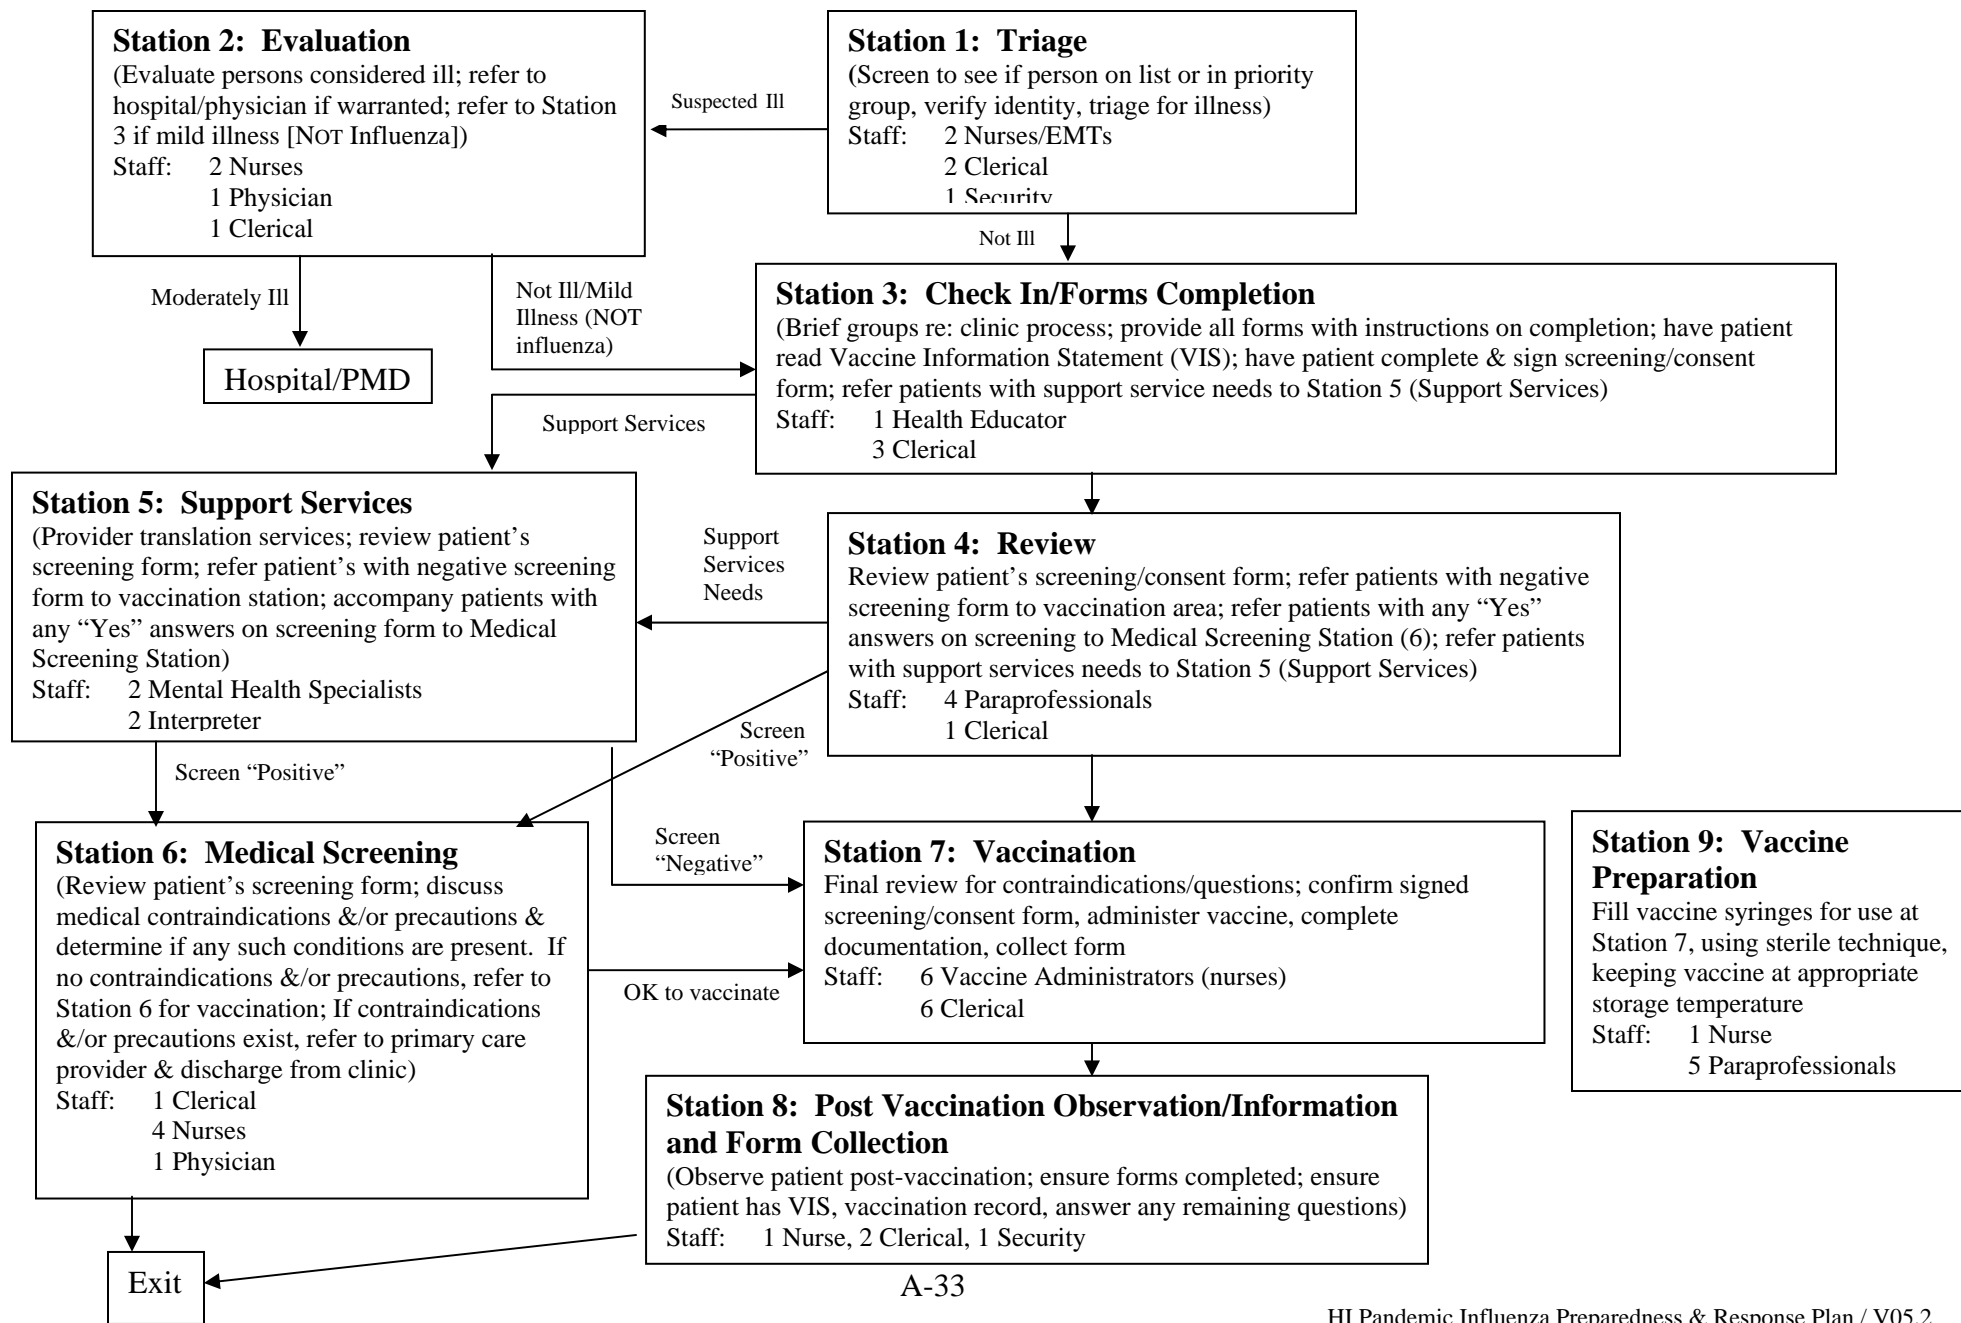 Station 2:  Evaluation
(Evaluate persons considered ill; refer to
hospital/physician if warranted; refer to Station
3 if mild illness [NOT Influenza])
Staff: 2 Nurses
1 Physician
1 Clerical
Suspected Ill
Station 1:  Triage
(Screen to see if person on list or in priority
group, verify identity, triage for illness)
Staff: 2 Nurses/EMTs
2 Clerical
1 Security
Not Ill
Moderately Ill
Not Ill/Mild
Illness (NOT
influenza)
Hospital/PMD
Station 3:  Check In/Forms Completion
(Brief groups re: clinic process; provide all forms with instructions on completion; have patient
read Vaccine Information Statement (VIS); have patient complete & sign screening/consent
form; refer patients with support service needs to Station 5 (Support Services)
Staff: 1 Health Educator
3 Clerical
Support Services
Station 5:  Support Services
(Provider translation services; review patient’s
screening form; refer patient’s with negative screening
form to vaccination station; accompany patients with
any “Yes” answers on screening form to Medical
Screening Station)
Staff: 2 Mental Health Specialists
2 Interpreter
Support
Services
Needs
Station 4:  Review
Review patient’s screening/consent form; refer patients with negative
screening form to vaccination area; refer patients with any “Yes”
answers on screening to Medical Screening Station (6); refer patients
with support services needs to Station 5 (Support Services)
Staff: 4 Paraprofessionals
1 Clerical
Screen “Positive”
Screen
“Positive”
Screen
“Negative”
Station 6:  Medical Screening
(Review patient’s screening form; discuss
medical contraindications &/or precautions &
determine if any such conditions are present.  If
no contraindications &/or precautions, refer to
Station 6 for vaccination; If contraindications
&/or precautions exist, refer to primary care
provider & discharge from clinic)
Staff: 1 Clerical
4 Nurses
1 Physician
OK to vaccinate
Station 7:  Vaccination
Final review for contraindications/questions; confirm signed
screening/consent form, administer vaccine, complete
documentation, collect form
Staff: 6 Vaccine Administrators (nurses)
6 Clerical
Station 9:  Vaccine
Preparation
Fill vaccine syringes for use at
Station 7, using sterile technique,
keeping vaccine at appropriate
storage temperature
Staff: 1 Nurse
5 Paraprofessionals
Station 8:  Post Vaccination Observation/Information
and Form Collection
(Observe patient post-vaccination; ensure forms completed; ensure
patient has VIS, vaccination record, answer any remaining questions)
Staff: 1 Nurse, 2 Clerical, 1 Security
Exit
A-33
HI Pandemic Influenza Preparedness & Response Plan / V05.2